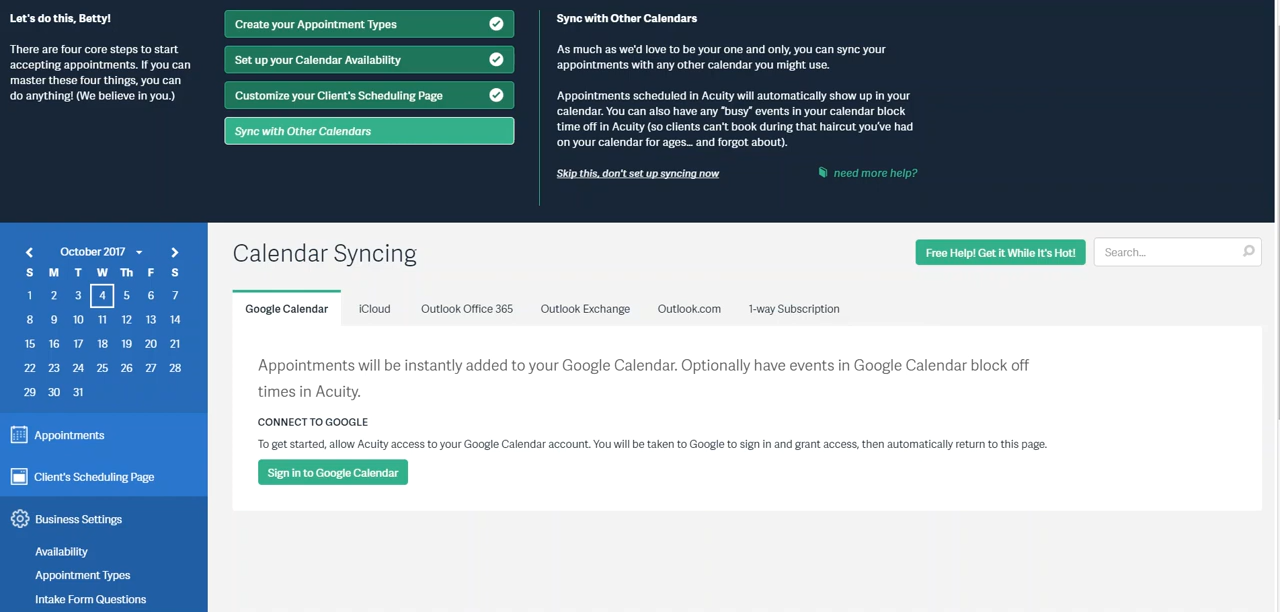 Let's do this, Betty!
There are four core steps to start
accepting appointments. If you can
master these four things, you can
do anything! (We believe in you.)
Create your Appointment Types
Set up your Calendar Availability
Customize your Client's Scheduling Page
Sync with Other Calendars
Sync with Other Calendars
As much as we'd love to be your one and only, you can sync your
appointments with any other calendar you might use.
Appointments scheduled in Acuity will automatically show up in your
calendar. You can also have any "busy" events in your calendar block
time off in Acuity (so clients can't book during that haircut you've had
on your calendar for ages... and forgot about).
Skip this, don't set up syncing now
need more help?
October 2017
S M T W Th F S
1 2 3 4 5 6 7
8 9 10 11 12 13 14
15 16 17 18 19 20 21
22 23 24 25 26 27 28
29 30 31
Appointments
Client's Scheduling Page
Business Settings
Availability
Appointment Types
Intake Form Questions
Calendar Syncing
Free Help! Get it While It's Hot!
Search...
Google Calendar
iCloud
Outlook Office 365
Outlook Exchange
Outlook.com
1-way Subscription
Appointments will be instantly added to your Google Calendar. Optionally have events in Google Calendar block off
times in Acuity.
CONNECT TO GOOGLE
To get started, allow Acuity access to your Google Calendar account. You will be taken to Google to sign in and grant access, then automatically return to this page.
Sign in to Google Calendar